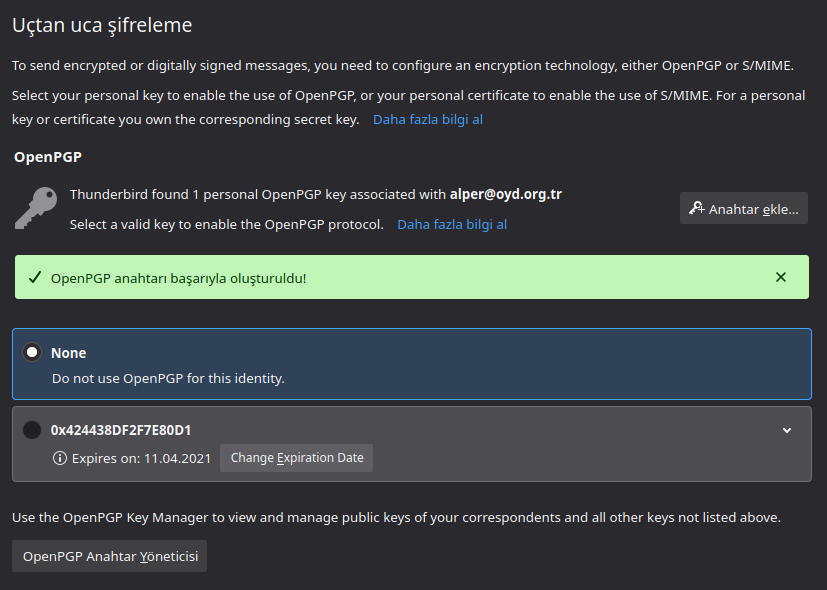 Uçtan uca şifreleme
To send encrypted or digitally signed messages, you need to configure an encryption technology, either OpenPGP or S/MIME.
Select your personal key to enable the use of OpenPGP, or your personal certificate to enable the use of S/MIME. For a personal
key or certificate you own the corresponding secret key. Daha fazla bilgi al
OpenPGP
Thunderbird found 1 personal OpenPGP key associated with alper@oyd.org.tr
Select a valid key to enable the OpenPGP protocol. Daha fazla bilgi al
Anahtar ekle...
OpenPGP anahtarı başarıyla oluşturuldu!
None
Do not use OpenPGP for this identity.
0x424438DF2F7E80D1
Expires on: 11.04.2021 Change Expiration Date
Use the OpenPGP Key Manager to view and manage public keys of your correspondents and all other keys not listed above.
OpenPGP Anahtar Yöneticisi